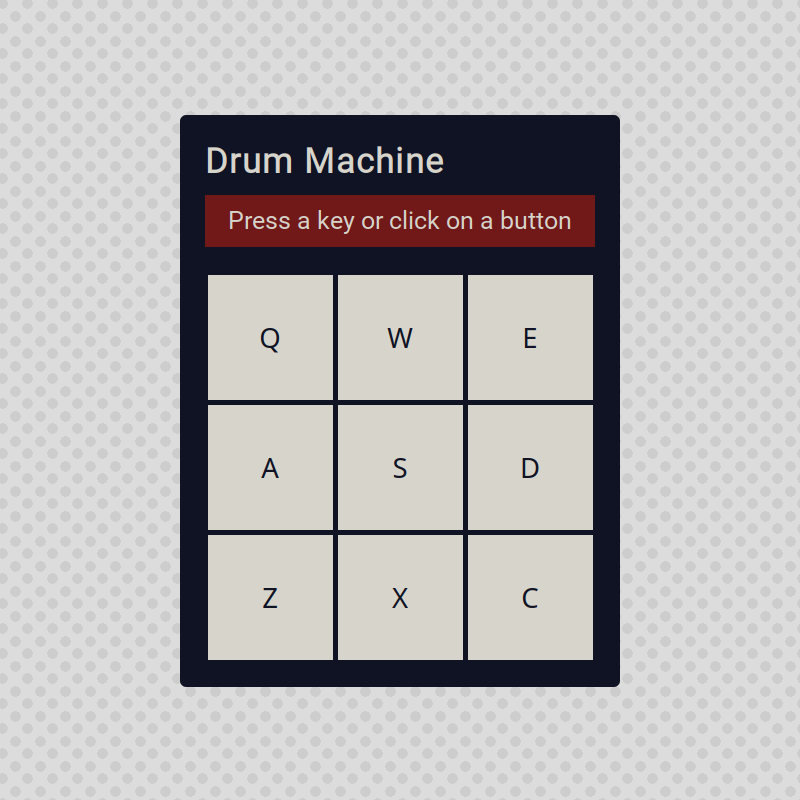 Drum Machine
Press a key or click on a button
Q W E
A S D
Z X C